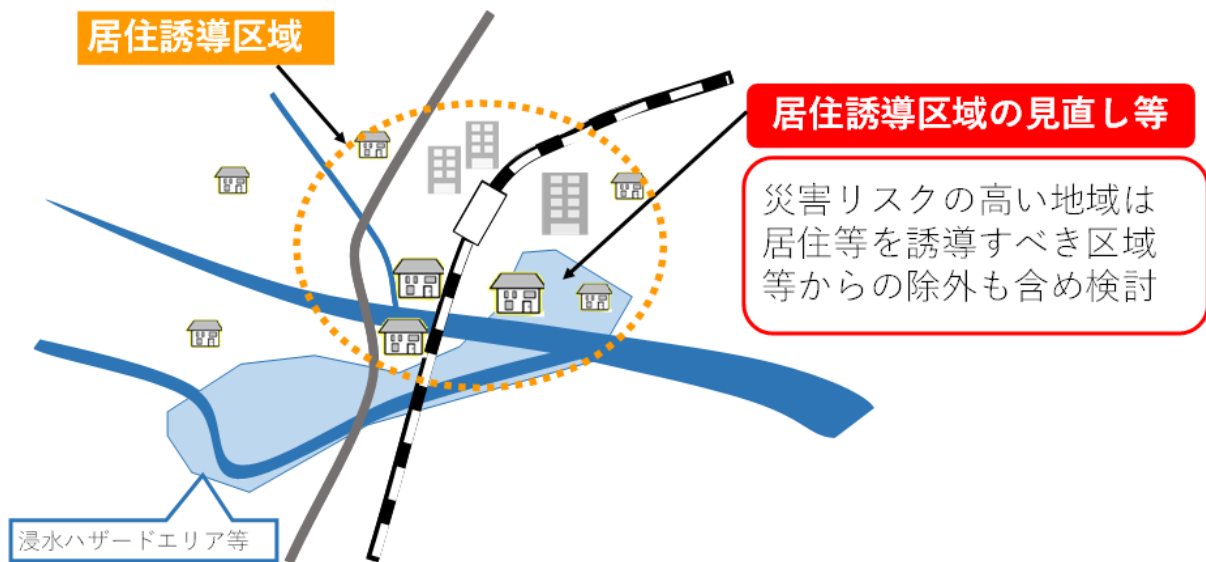 居住誘導区域
居住誘導区域の見直し等
災害リスクの高い地域は
居住等を誘導すべき区域
等からの除外も含め検討
浸水ハザードエリア等